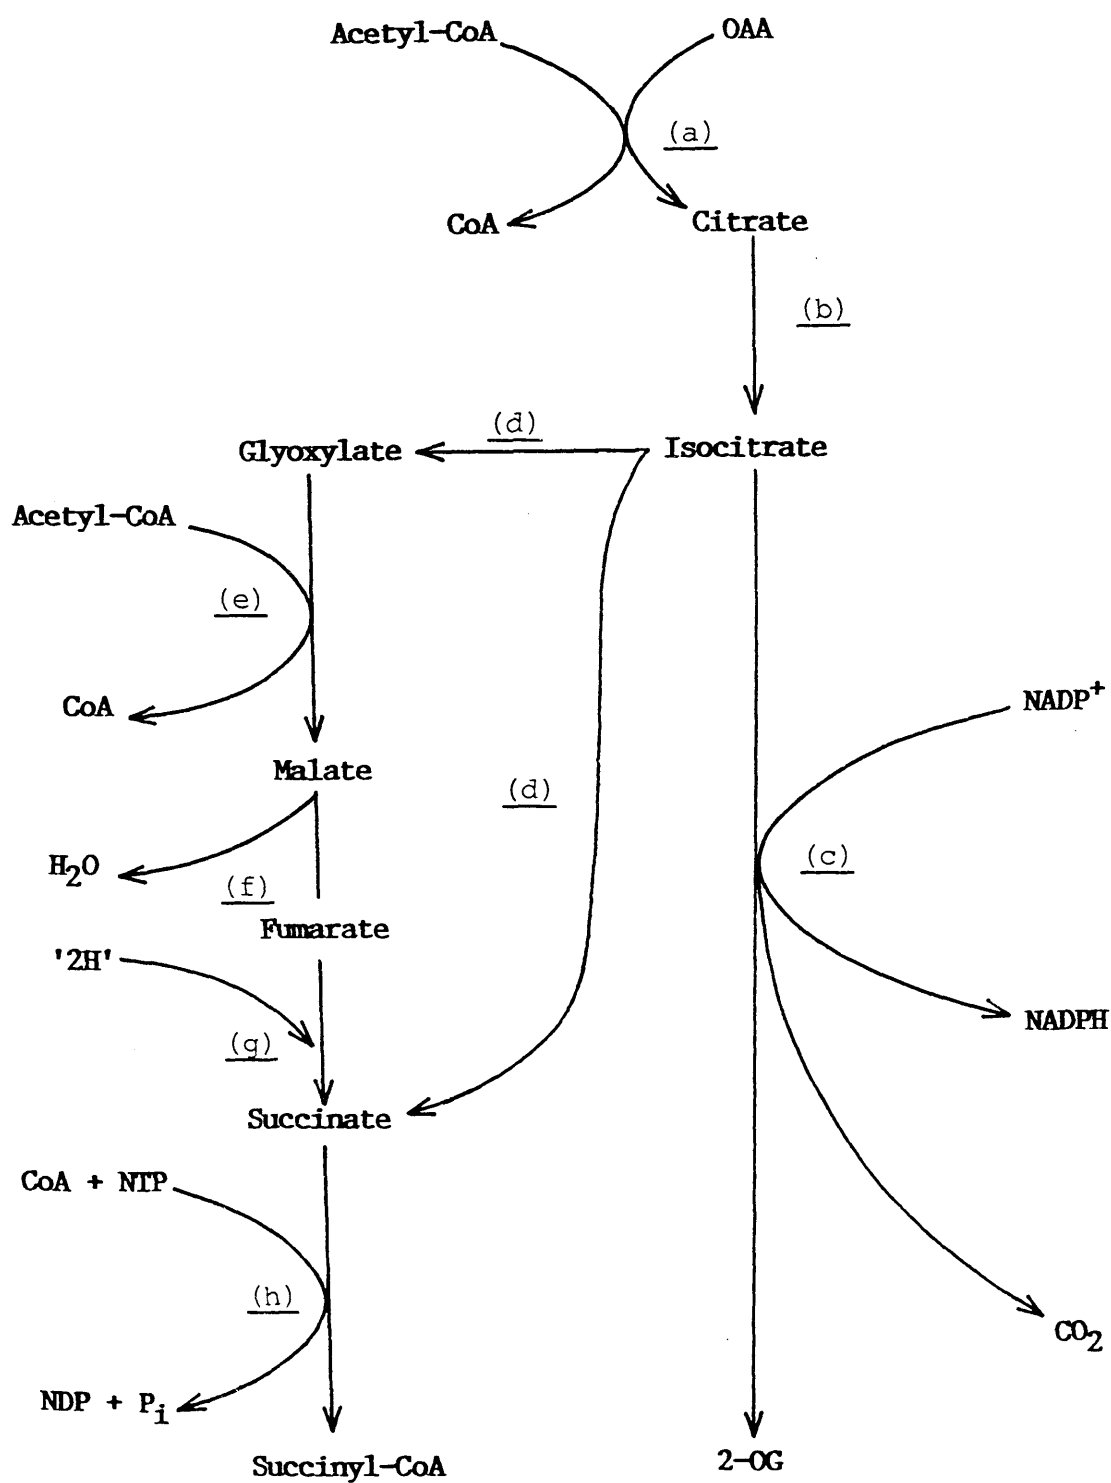 Acetyl-CoA
OAA
(a)
CoA
Citrate
(b)
Glyoxylate
(d)
Isocitrate
Acetyl-CoA
(e)
CoA
NADP+
Malate
(d)
H2O
(f)
(c)
Fumarate
'2H'
(g)
NADPH
Succinate
CoA + NTP
(h)
CO2
NDP + Pi
Succinyl-CoA
2-OG